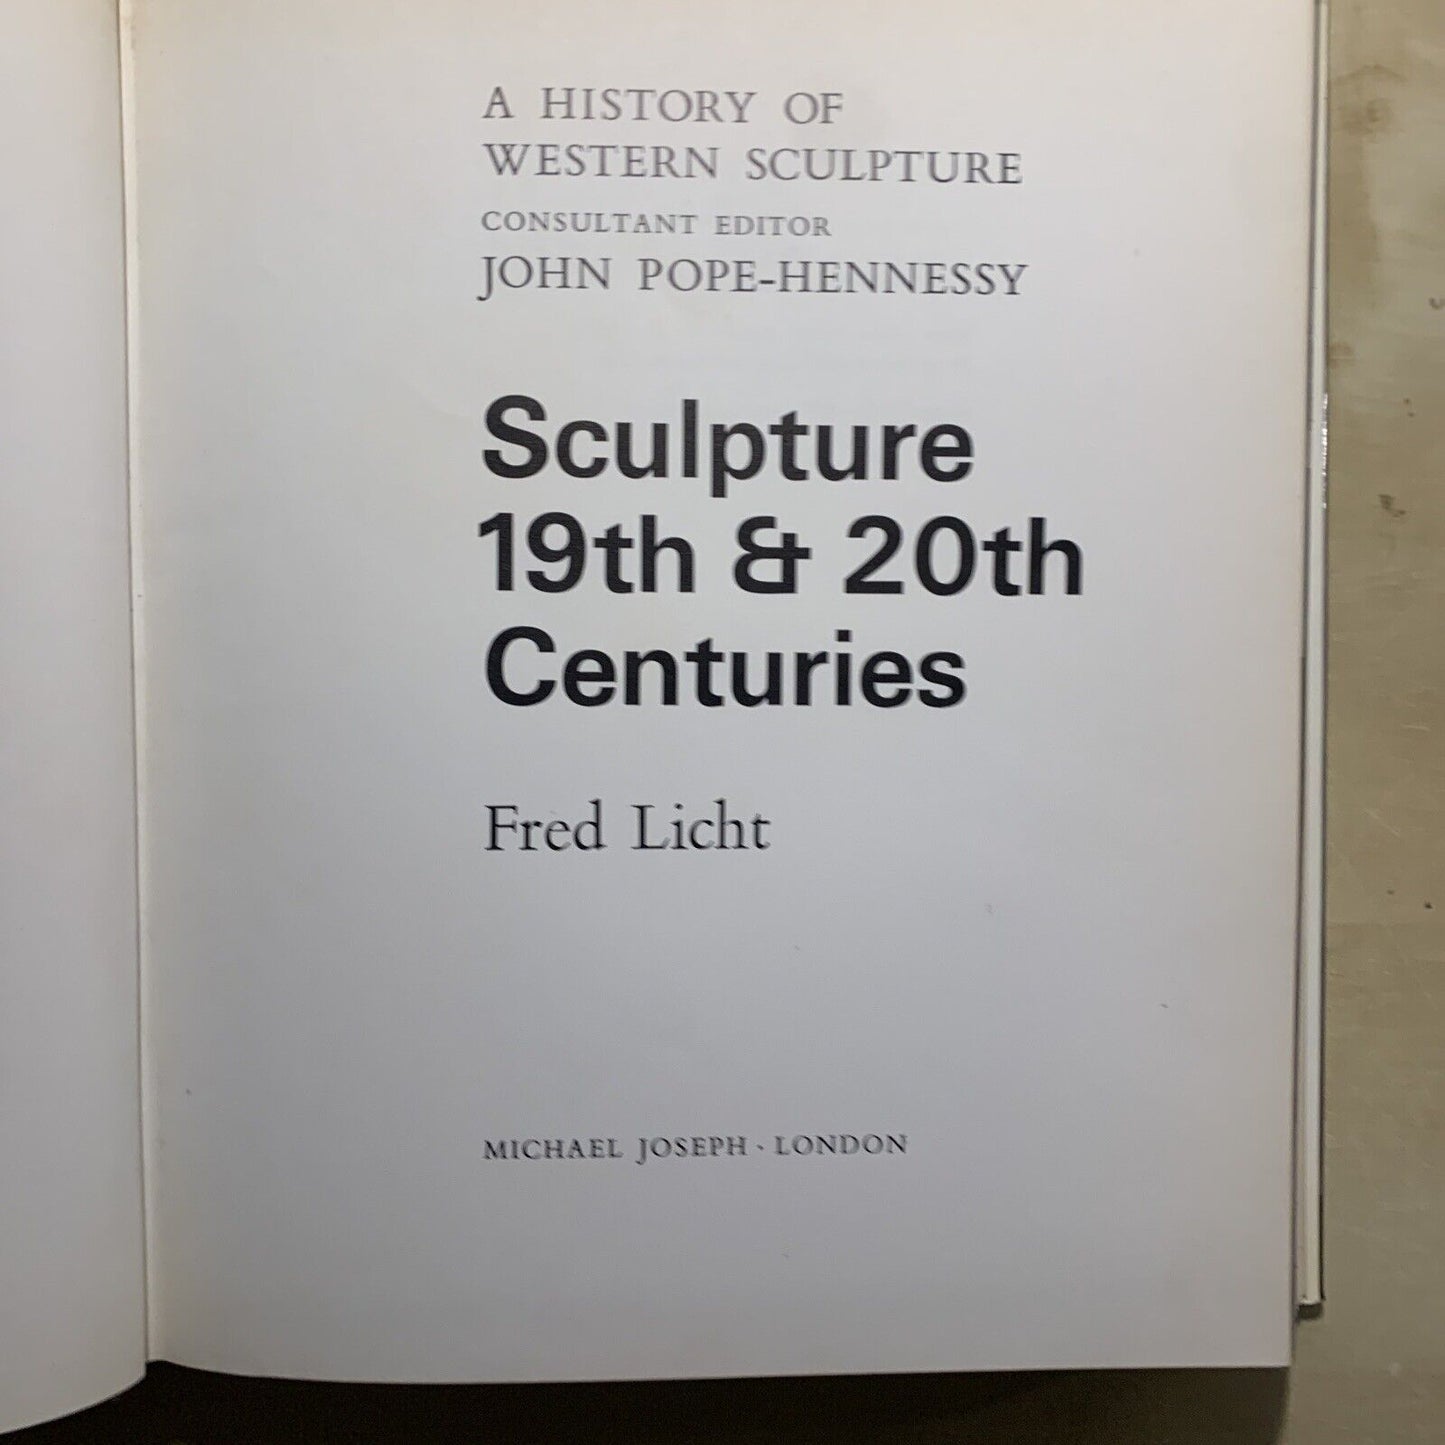 A HISTORY OF
WESTERN SCULPTURE
CONSULTANT EDITOR
JOHN POPE-HENNESSY
Sculpture
19th & 20th
Centuries
Fred Licht
MICHAEL JOSEPH · LONDON